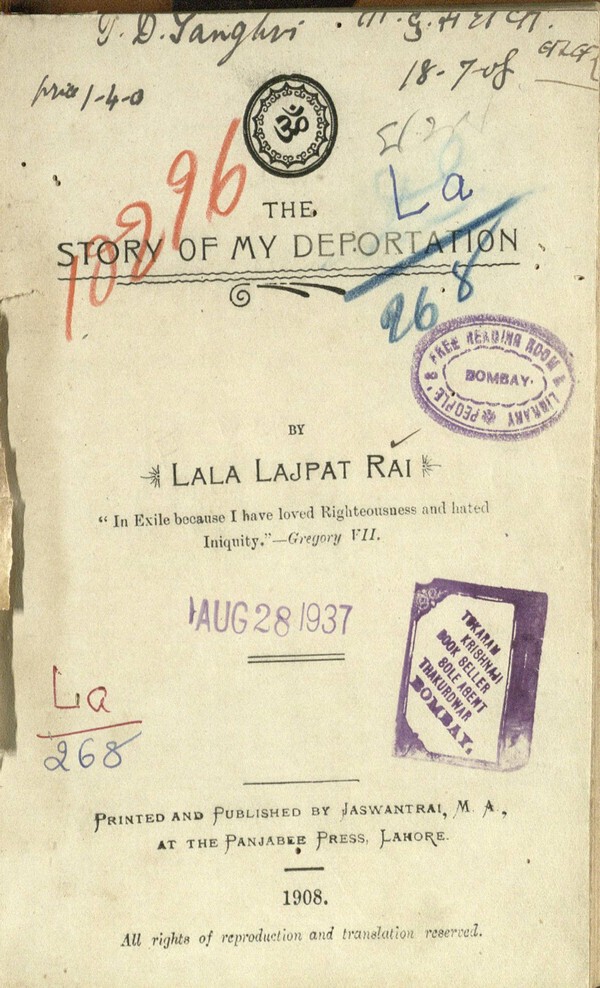 18-7-08
price 1-4-0
ॐ
10296
La
268
THE
STORY OF MY DEPORTATION
PEOPLE'S FREE READING ROOM & LIBRARY
BOMBAY
BY
LALA LAJPAT RAI
“ In Exile because I have loved Righteousness and hated
Iniquity.”—Gregory VII.
AUG 28 1937
TUKARAM
KRISHNAJI
BOOK SELLER
SOLE AGENT
THAKURDWAR
BOMBAY.
La
268
PRINTED AND PUBLISHED BY JASWANTRAI, M. A.,
AT THE PANJABEE PRESS, LAHORE.
1908.
All rights of reproduction and translation reserved.